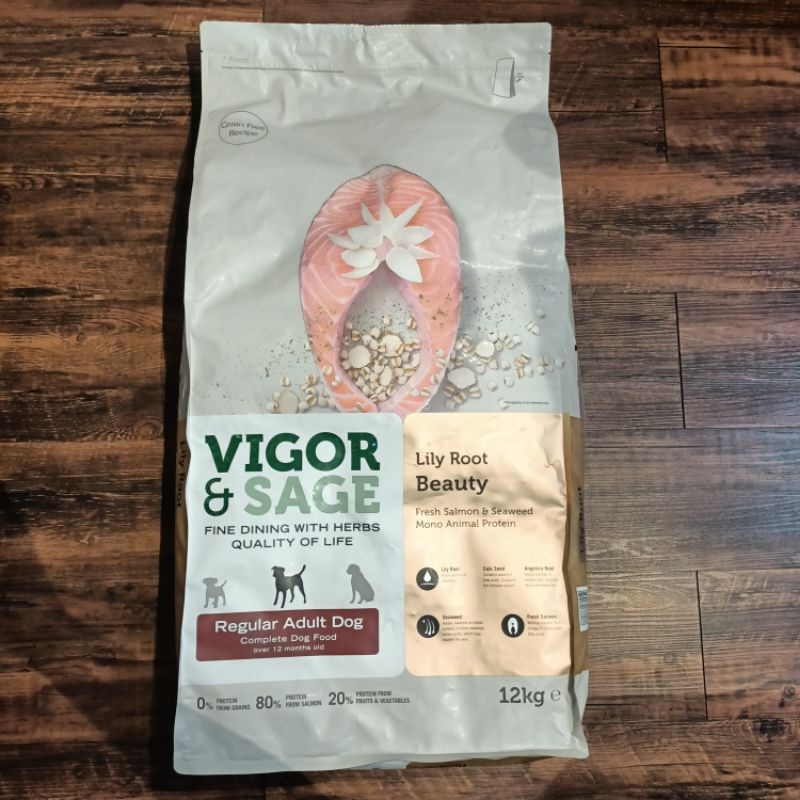 + Fresh
Grain Free
Recipe
VIGOR
& SAGE
FINE DINING WITH HERBS
QUALITY OF LIFE
Regular Adult Dog
Complete Dog Food
over 12 months old
Lily Root
Beauty
Fresh Salmon & Seaweed
Mono Animal Protein
Lily Root
Coix Seed
Angelica Root
Seaweed
Fresh Salmon
0% PROTEIN
FROM GRAINS
80% PROTEIN
FROM SALMON
20% PROTEIN FROM
FRUITS & VEGETABLES
12kg e
Lily Root